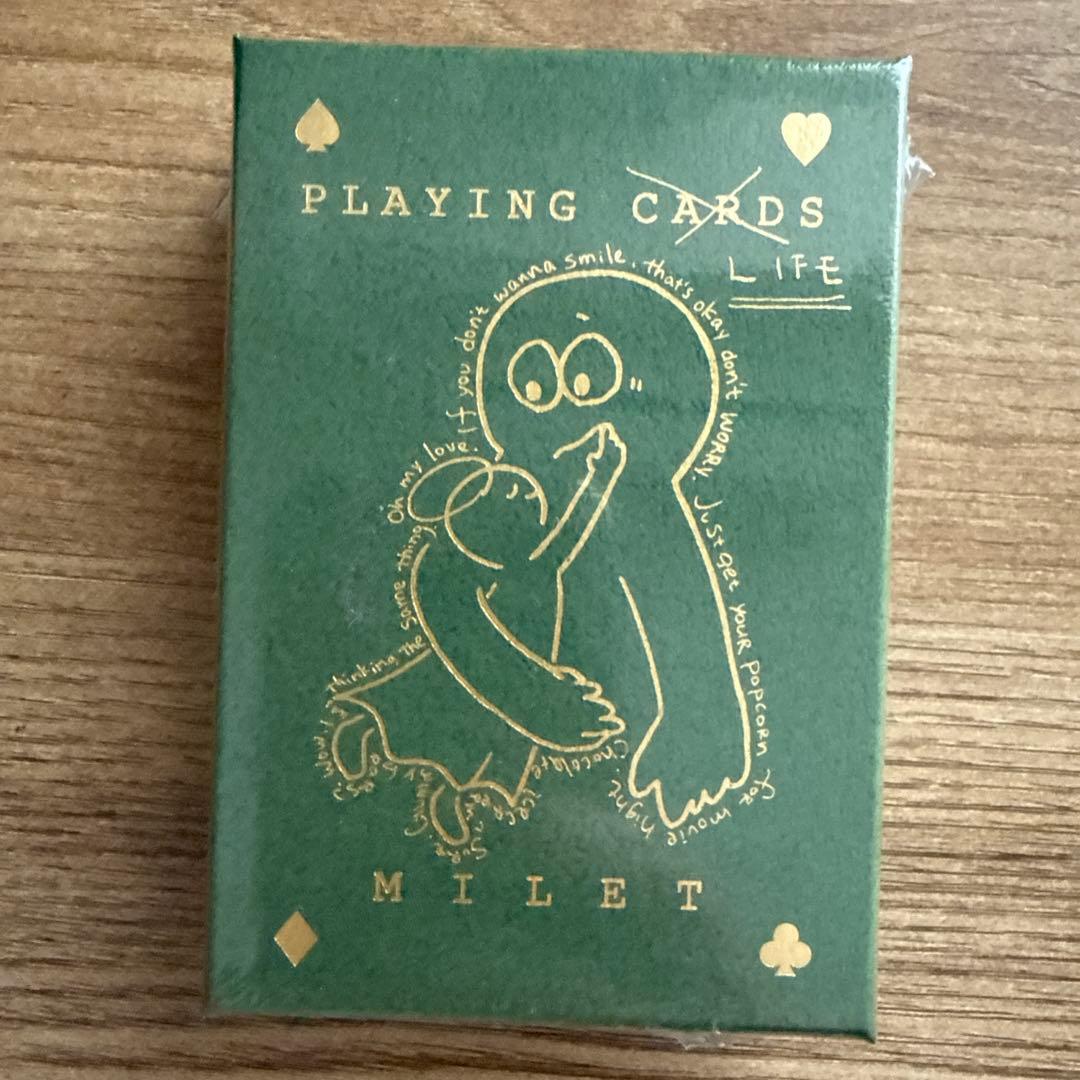 PLAYING CARDS
LIFE
Oh my love. If you don't wanna smile. that's okay don't WORRY. Just get your popcorn for movie night
Chocolate
thinking the same thing
MILET